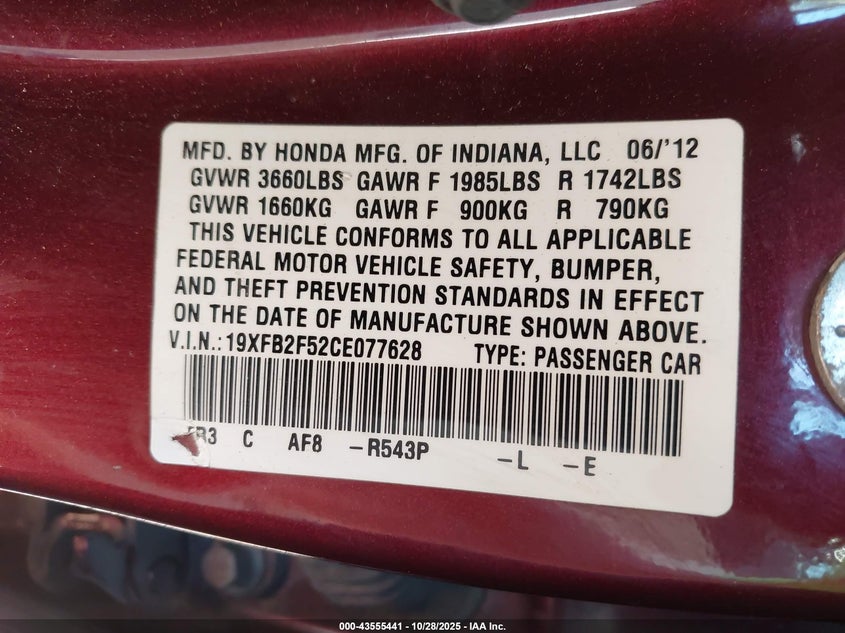 MFD. BY HONDA MFG. OF INDIANA, LLC 06/'12
GVWR 3660LBS GAWR F 1985LBS R 1742LBS
GVWR 1660KG GAWR F 900KG R 790KG
THIS VEHICLE CONFORMS TO ALL APPLICABLE
FEDERAL MOTOR VEHICLE SAFETY, BUMPER,
AND THEFT PREVENTION STANDARDS IN EFFECT
ON THE DATE OF MANUFACTURE SHOWN ABOVE.
V.I.N.:19XFB2F52CE077628 TYPE: PASSENGER CAR
C AF8 -R543P -L -E
000-43555441 - 10/28/2025 - IAA Inc.